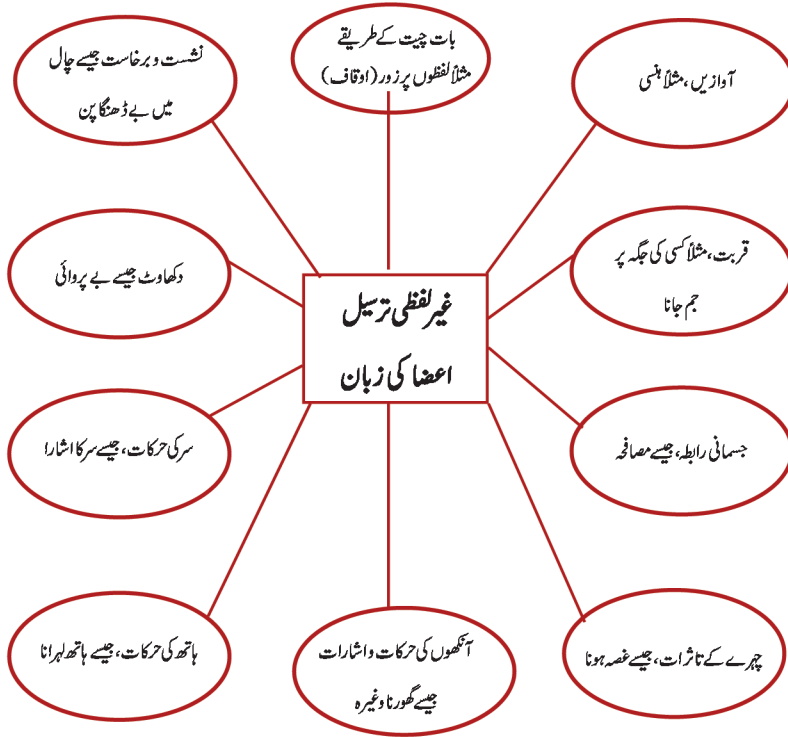 بات چیت کے طریقے
مثلاً لفظوں پر زور (اوقاف)
آوازیں، مثلاً ہنسی
نشست و برخاست جیسے چال
میں بے ڈھنگا پن
قربت، مثلاً کسی کی جگہ پر
جم جانا
دکھاوٹ جیسے بے پروائی
غیر لفظی ترسیل
اعضا کی زبان
جسمانی رابطہ، جیسے مصافحہ
سر کی حرکات، جیسے سر کا اشارا
چہرے کے تاثرات، جیسے غصہ ہونا
آنکھوں کی حرکات و اشارات
جیسے گھورنا وغیرہ
ہاتھ کی حرکات، جیسے ہاتھ لہرانا